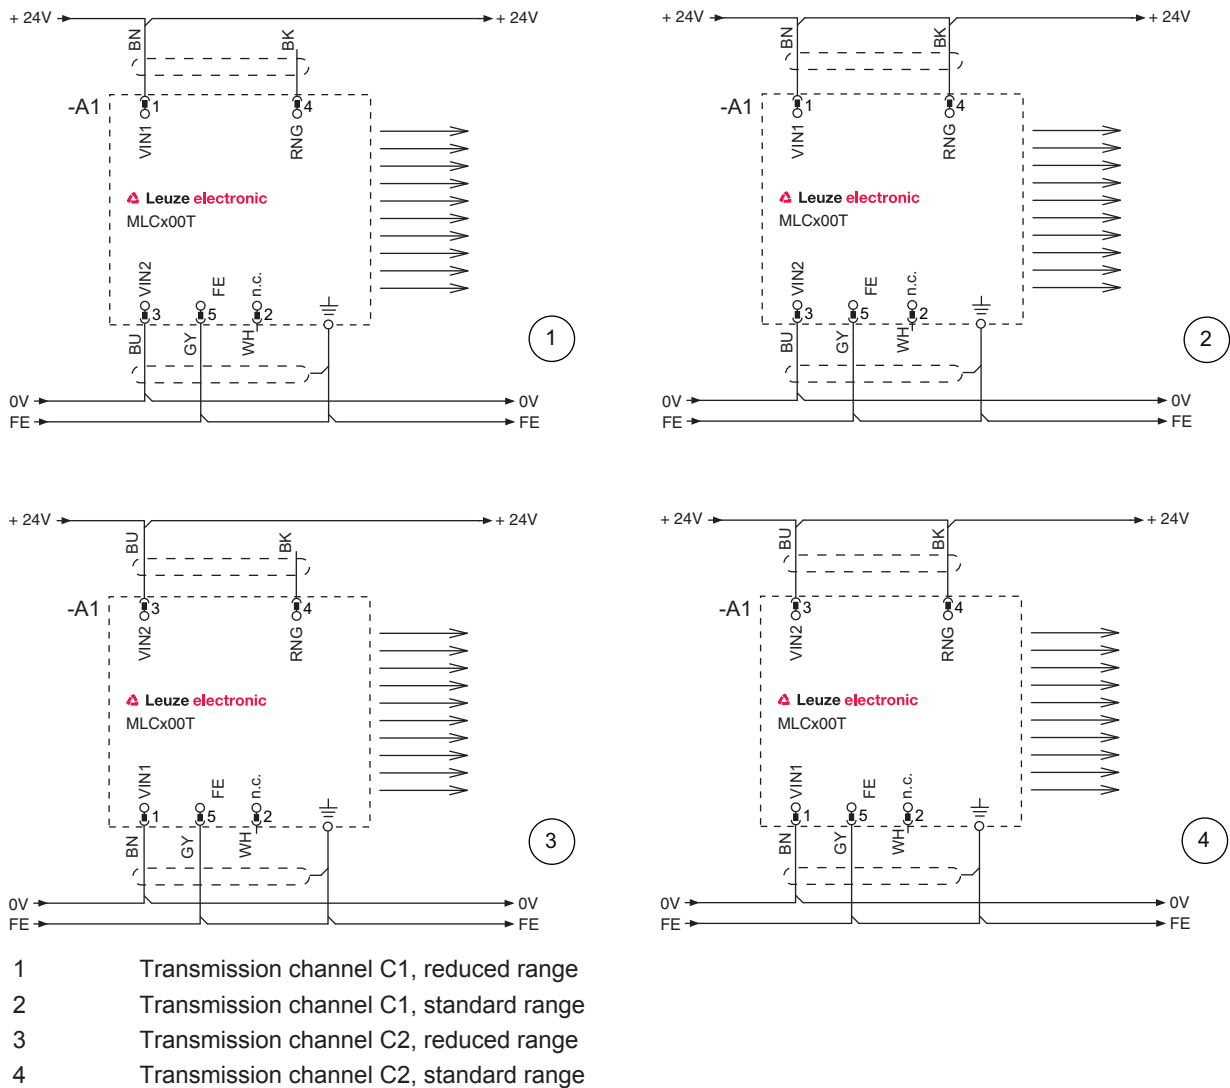 + 24V
+ 24V
BN
BK
-A1
1
4
VIN1
RNG
Leuze electronic
MLCx00T
VIN2
FE
n.c.
3
5
2
BU
GY
WH
1
0V
0V
FE
FE
+ 24V
+ 24V
BN
BK
-A1
1
4
VIN1
RNG
Leuze electronic
MLCx00T
VIN2
FE
n.c.
3
5
2
BU
GY
WH
2
0V
0V
FE
FE
+ 24V
+ 24V
BU
BK
-A1
3
4
VIN2
RNG
Leuze electronic
MLCx00T
VIN1
FE
n.c.
1
5
2
BN
GY
WH
3
0V
0V
FE
FE
+ 24V
+ 24V
BU
BK
-A1
3
4
VIN2
RNG
Leuze electronic
MLCx00T
VIN1
FE
n.c.
1
5
2
BN
GY
WH
4
0V
0V
FE
FE
1 Transmission channel C1, reduced range
2 Transmission channel C1, standard range
3 Transmission channel C2, reduced range
4 Transmission channel C2, standard range